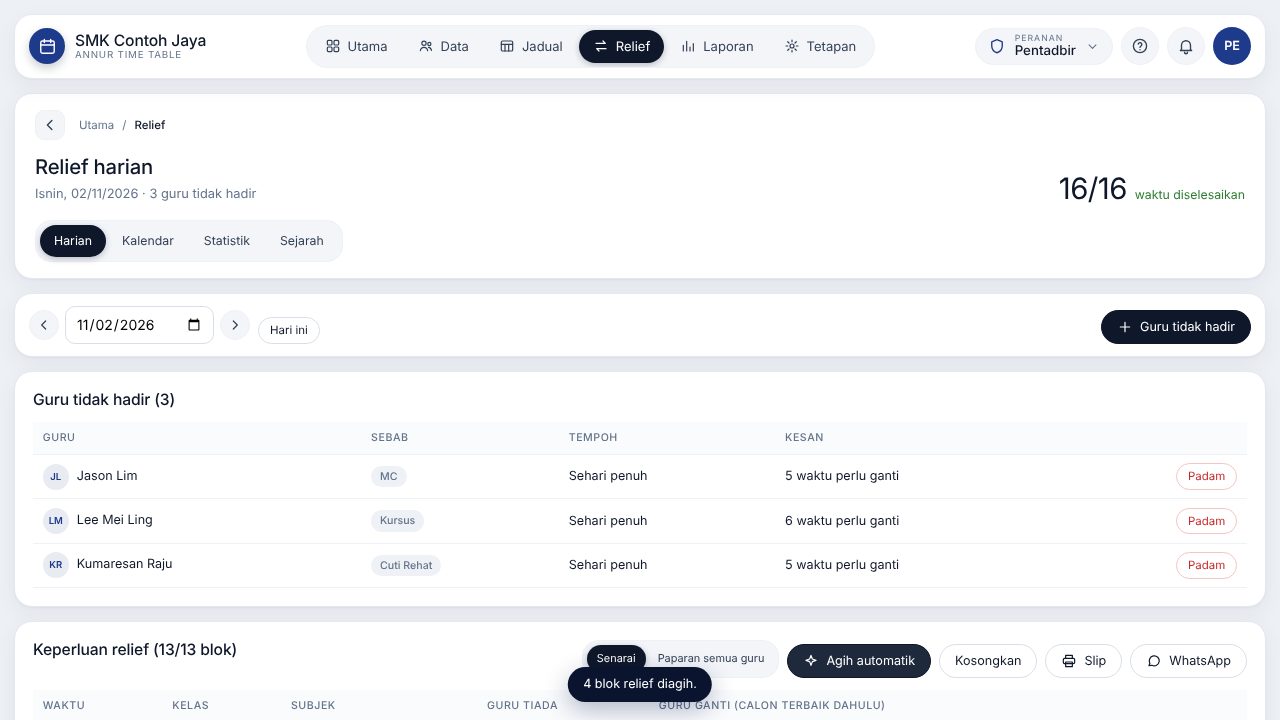 SMK Contoh Jaya
ANNUR TIME TABLE
Utama
Data
Jadual
Relief
Laporan
Tetapan
PERANAN
Pentadbir
PE
Utama / Relief
Relief harian
Isnin, 02/11/2026 · 3 guru tidak hadir
16/16 waktu diselesaikan
Harian
Kalendar
Statistik
Sejarah
11/02/2026
Hari ini
Guru tidak hadir
Guru tidak hadir (3)
GURU SEBAB TEMPOH KESAN
JL Jason Lim MC Sehari penuh 5 waktu perlu ganti Padam
LM Lee Mei Ling Kursus Sehari penuh 6 waktu perlu ganti Padam
KR Kumaresan Raju Cuti Rehat Sehari penuh 5 waktu perlu ganti Padam
Keperluan relief (13/13 blok)
Senarai
Paparan semua guru
Agih automatik
Kosongkan
Slip
WhatsApp
4 blok relief diagih.
WAKTU KELAS SUBJEK GURU TIADA GURU GANTI (CALON TERBAIK DAHULU)